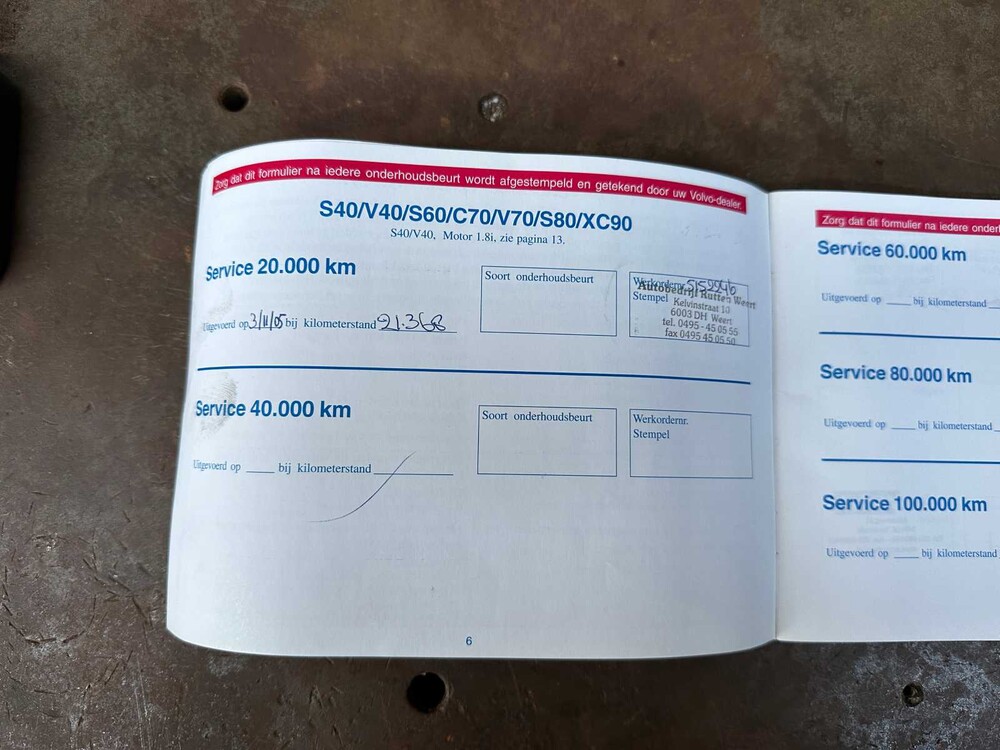 Zorg dat dit formulier na iedere onderhoudsbeurt wordt afgestempeld en getekend door uw Volvo-dealer.
S40/V40/S60/C70/V70/S80/XC90
S40/V40, Motor 1.8i, zie pagina 13.
Service 20.000 km
Soort onderhoudsbeurt
Werkordernr.
Stempel
Autobedrijf Rutten Weert
Kelvinstraat 10
6003 DH Weert
tel. 0495 - 45 05 55
fax 0495 45 05 50
Uitgevoerd op 3/11/05 bij kilometerstand 21.368
Service 40.000 km
Soort onderhoudsbeurt
Werkordernr.
Stempel
Uitgevoerd op ____ bij kilometerstand
6
Zorg dat dit formulier na iedere
Service 60.000 km
Uitgevoerd op ____ bij kilometerstand
Service 80.000 km
Uitgevoerd op ____ bij kilometerstand
Service 100.000 km
Uitgevoerd op ____ bij kilometerstand